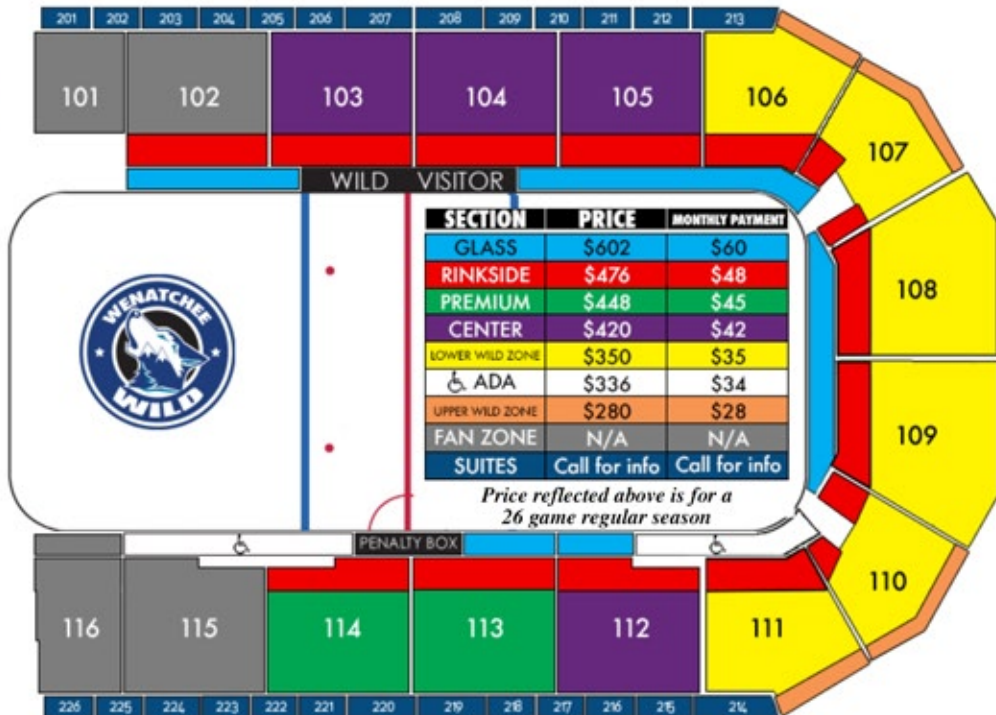 201 202 203 204 205 206 207 208 209 210 211 212 213
101 102 103 104 105 106
107
WILD VISITOR
SECTION PRICE MONTHLY PAYMENT
GLASS $602 $60
RINKSIDE $476 $48
PREMIUM $448 $45
CENTER $420 $42
LOWER WILD ZONE $350 $35
ADA $336 $34
UPPER WILD ZONE $280 $28
FAN ZONE N/A N/A
SUITES Call for info Call for info
Price reflected above is for a
26 game regular season
WENATCHEE
WILD
108
109
PENALTY BOX
110
116 115 114 113 112 111
226 225 224 223 222 221 220 219 218 217 216 215 214